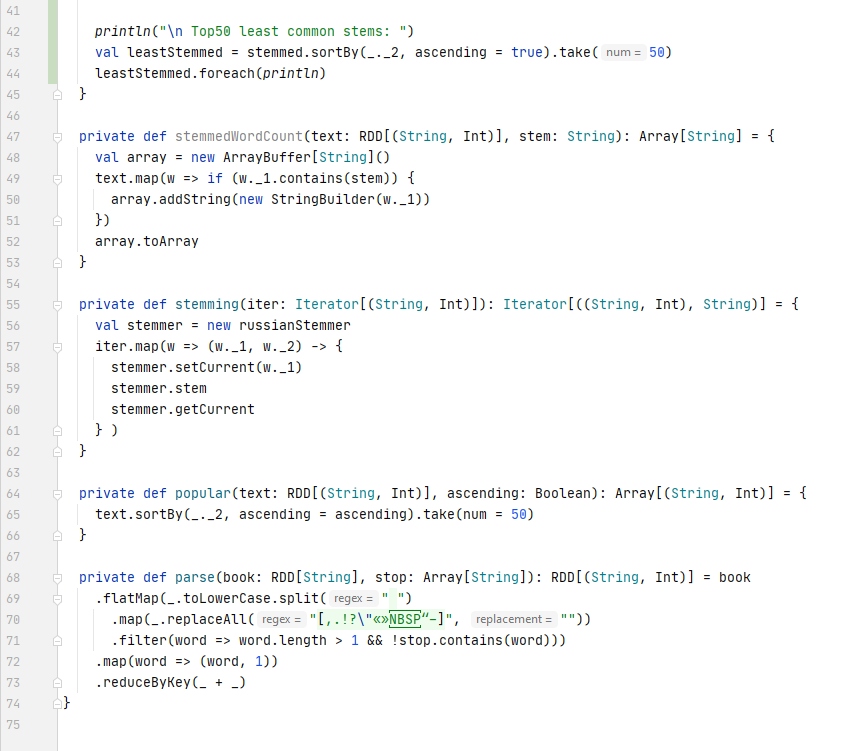 41
42 println("\n Top50 least common stems: ")
43 val leastStemmed = stemmed.sortBy(_._2, ascending = true).take( num = 50)
44 leastStemmed.foreach(println)
45 }
46
47 private def stemmedWordCount(text: RDD[(String, Int)], stem: String): Array[String] = {
48 val array = new ArrayBuffer[String]()
49 text.map(w => if (w._1.contains(stem)) {
50 array.addString(new StringBuilder(w._1))
51 })
52 array.toArray
53 }
54
55 private def stemming(iter: Iterator[(String, Int)]): Iterator[((String, Int), String)] = {
56 val stemmer = new russianStemmer
57 iter.map(w => (w._1, w._2) -> {
58 stemmer.setCurrent(w._1)
59 stemmer.stem
60 stemmer.getCurrent
61 } )
62 }
63
64 private def popular(text: RDD[(String, Int)], ascending: Boolean): Array[(String, Int)] = {
65 text.sortBy(_._2, ascending = ascending).take(num = 50)
66 }
67
68 private def parse(book: RDD[String], stop: Array[String]): RDD[(String, Int)] = book
69 .flatMap(_.toLowerCase.split( regex = " ")
70 .map(_.replaceAll( regex = "[,.!?\"«»NBSP“–]", replacement = ""))
71 .filter(word => word.length > 1 && !stop.contains(word)))
72 .map(word => (word, 1))
73 .reduceByKey(_ + _)
74 }
75